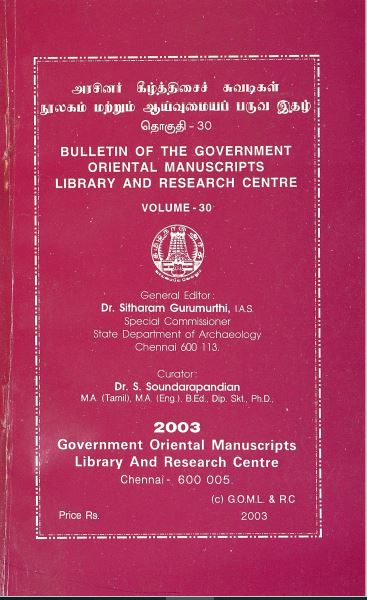 அரசினர் கீழ்த்திசைச் சுவடிகள்
நூலகம் மற்றும் ஆய்வுமையப் பருவ இதழ்
தொகுதி - 30
BULLETIN OF THE GOVERNMENT
ORIENTAL MANUSCRIPTS
LIBRARY AND RESEARCH CENTRE
VOLUME - 30
General Editor :
Dr. Sitharam Gurumurthi, I.A.S.
Special Commissioner
State Department of Archaeology
Chennai 600 113.
Curator:
Dr. S. Soundarapandian
M.A. (Tamil), M.A. (Eng.), B.Ed., Dip. Skt., Ph.D.,
2003
Government Oriental Manuscripts
Library And Research Centre
Chennai - 600 005.
(c) G.O.M.L. & R.C
Price Rs. 2003